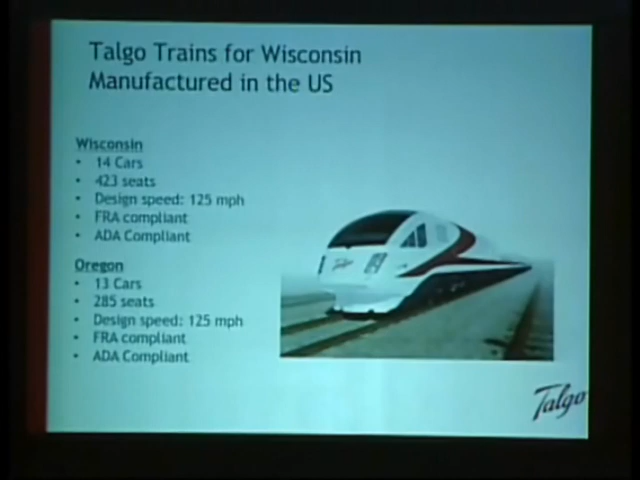 Talgo Trains for Wisconsin
Manufactured in the US
Wisconsin
• 14 Cars
• 423 seats
• Design speed: 125 mph
• FRA compliant
• ADA Compliant
Oregon
• 13 Cars
• 285 seats
• Design speed: 125 mph
• FRA compliant
• ADA Compliant
Talgo
Talgo